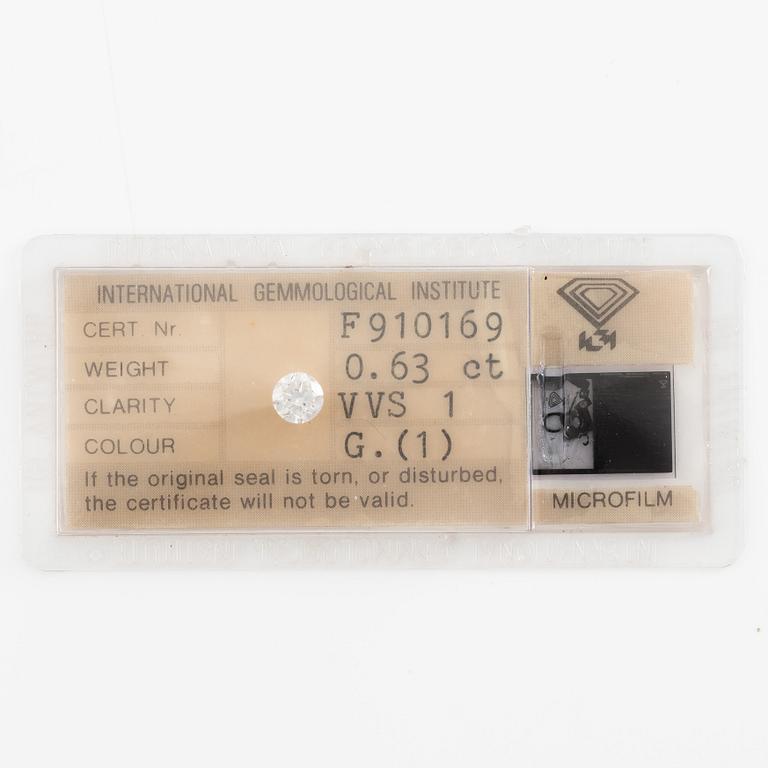 INTERNATIONAL GEMMOLOGICAL INSTITUTE
CERT. Nr. F910169
WEIGHT 0.63 ct
CLARITY VVS 1
COLOUR G.(1)
If the original seal is torn, or disturbed,
the certificate will not be valid.
MICROFILM